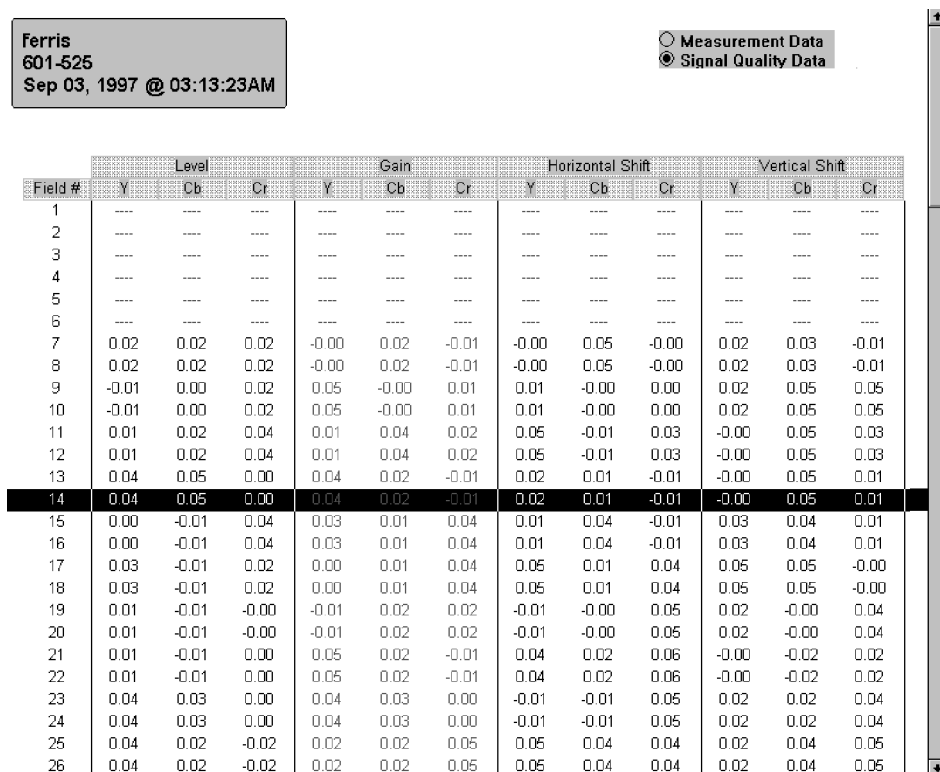 Ferris
601-525
Sep 03, 1997 @ 03:13:23AM
Measurement Data
Signal Quality Data
Level Gain Horizontal Shift Vertical Shift
Field # Y Cb Cr Y Cb Cr Y Cb Cr Y Cb Cr
1 ---- ---- ---- ---- ---- ---- ---- ---- ---- ---- ---- ----
2 ---- ---- ---- ---- ---- ---- ---- ---- ---- ---- ---- ----
3 ---- ---- ---- ---- ---- ---- ---- ---- ---- ---- ---- ----
4 ---- ---- ---- ---- ---- ---- ---- ---- ---- ---- ---- ----
5 ---- ---- ---- ---- ---- ---- ---- ---- ---- ---- ---- ----
6 ---- ---- ---- ---- ---- ---- ---- ---- ---- ---- ---- ----
7 0.02 0.02 0.02 -0.00 0.02 -0.01 -0.00 0.05 -0.00 0.02 0.03 -0.01
8 0.02 0.02 0.02 -0.00 0.02 -0.01 -0.00 0.05 -0.00 0.02 0.03 -0.01
9 -0.01 0.00 0.02 0.05 -0.00 0.01 0.01 -0.00 0.00 0.02 0.05 0.05
10 -0.01 0.00 0.02 0.05 -0.00 0.01 0.01 -0.00 0.00 0.02 0.05 0.05
11 0.01 0.02 0.04 0.01 0.04 0.02 0.05 -0.01 0.03 -0.00 0.05 0.03
12 0.01 0.02 0.04 0.01 0.04 0.02 0.05 -0.01 0.03 -0.00 0.05 0.03
13 0.04 0.05 0.00 0.04 0.02 -0.01 0.02 0.01 -0.01 -0.00 0.05 0.01
14 0.04 0.05 0.00 0.04 0.02 -0.01 0.02 0.01 -0.01 -0.00 0.05 0.01
15 0.00 -0.01 0.04 0.03 0.01 0.04 0.01 0.04 -0.01 0.03 0.04 0.01
16 0.00 -0.01 0.04 0.03 0.01 0.04 0.01 0.04 -0.01 0.03 0.04 0.01
17 0.03 -0.01 0.02 0.00 0.01 0.04 0.05 0.01 0.04 0.05 0.05 -0.00
18 0.03 -0.01 0.02 0.00 0.01 0.04 0.05 0.01 0.04 0.05 0.05 -0.00
19 0.01 -0.01 -0.00 -0.01 0.02 0.02 -0.01 -0.00 0.05 0.02 -0.00 0.04
20 0.01 -0.01 -0.00 -0.01 0.02 0.02 -0.01 -0.00 0.05 0.02 -0.00 0.04
21 0.01 -0.01 0.00 0.05 0.02 -0.01 0.04 0.02 0.06 -0.00 -0.02 0.02
22 0.01 -0.01 0.00 0.05 0.02 -0.01 0.04 0.02 0.06 -0.00 -0.02 0.02
23 0.04 0.03 0.00 0.04 0.03 0.00 -0.01 -0.01 0.05 0.02 0.02 0.04
24 0.04 0.03 0.00 0.04 0.03 0.00 -0.01 -0.01 0.05 0.02 0.02 0.04
25 0.04 0.02 -0.02 0.02 0.02 0.05 0.05 0.04 0.04 0.02 0.04 0.05
26 0.04 0.02 -0.02 0.02 0.02 0.05 0.05 0.04 0.04 0.02 0.04 0.05